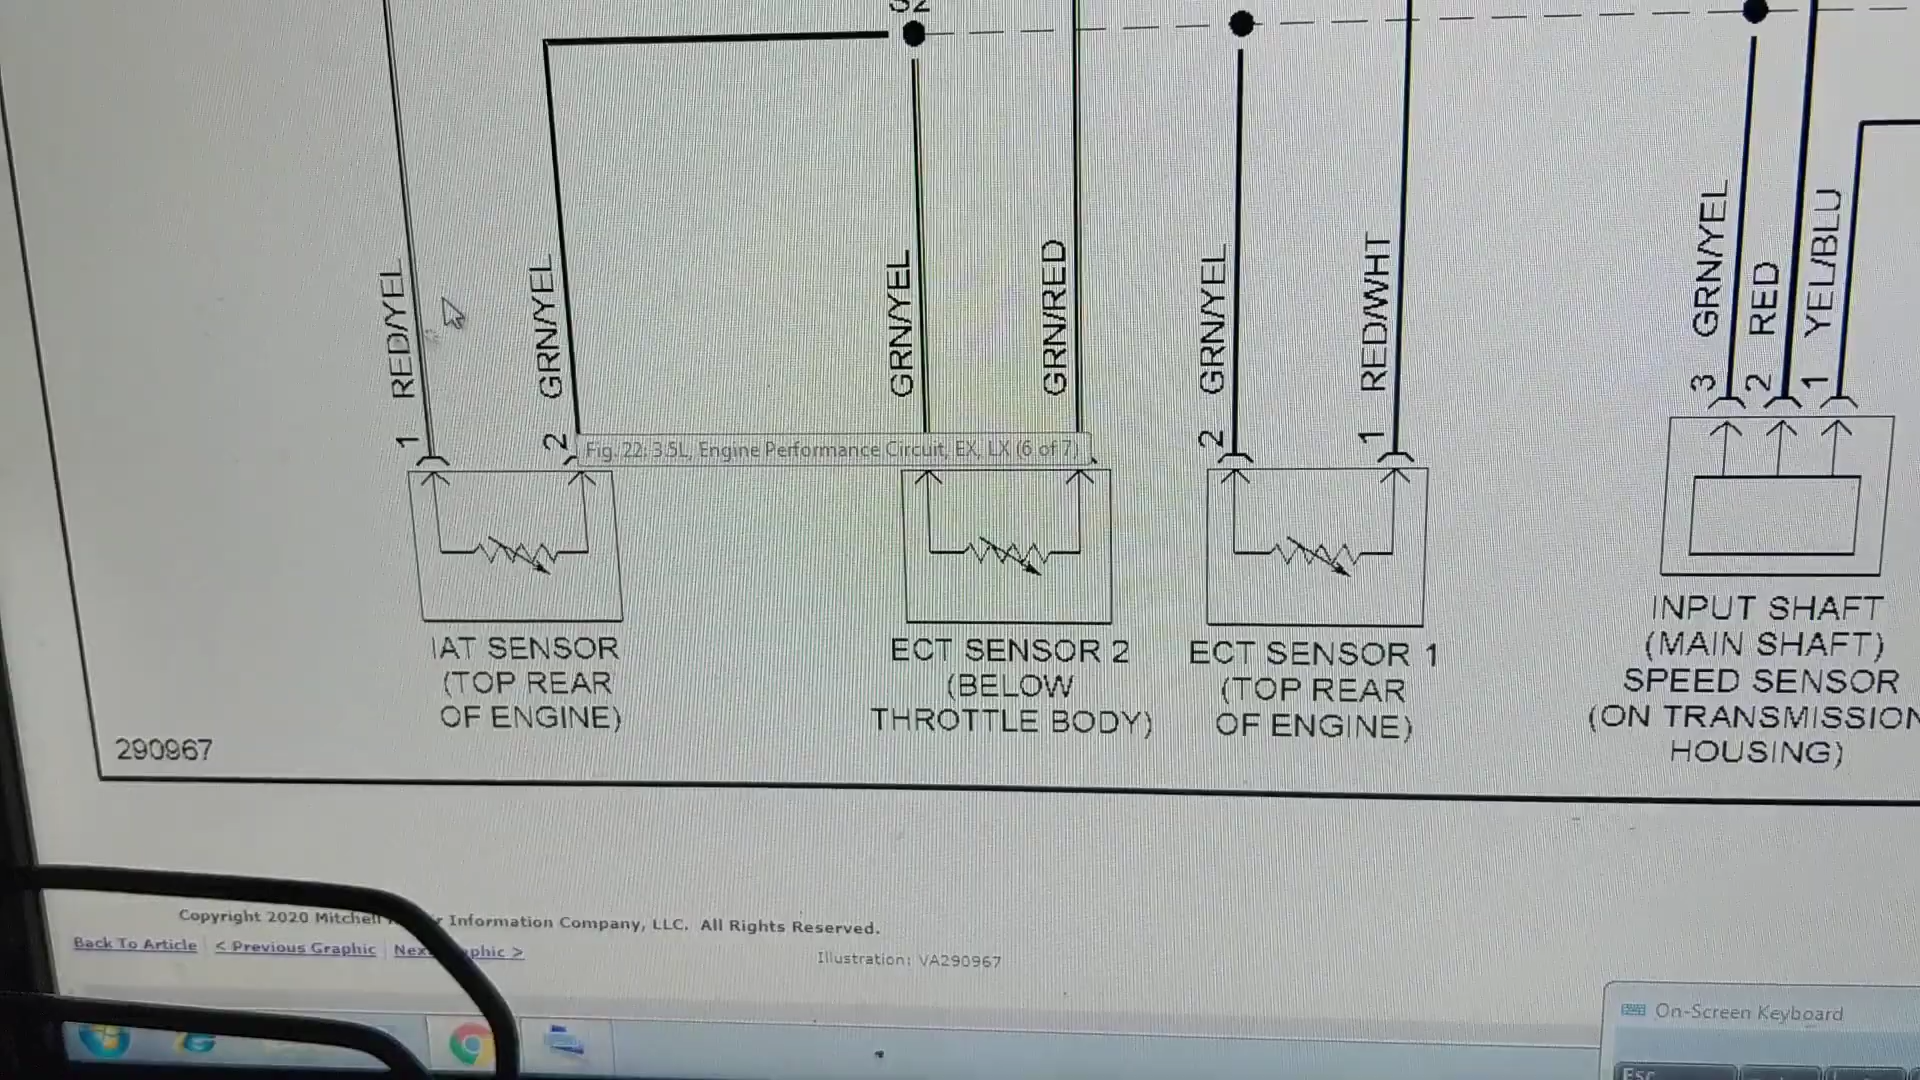 RED/YEL
GRN/YEL
GRN/YEL
GRN/RED
GRN/YEL
RED/WHT
GRN/YEL
RED
YEL/BLU
1
2
2
1
3
2
1
Fig. 22: 3.5L, Engine Performance Circuit, EX, LX (6 of 7)
IAT SENSOR
(TOP REAR
OF ENGINE)
ECT SENSOR 2
(BELOW
THROTTLE BODY)
ECT SENSOR 1
(TOP REAR
OF ENGINE)
INPUT SHAFT
(MAIN SHAFT)
SPEED SENSOR
(ON TRANSMISSION
HOUSING)
290967
Copyright 2020 Mitchell Information Company, LLC. All Rights Reserved.
Back To Article < Previous Graphic >
Illustration: VA290967
On-Screen Keyboard
Esc